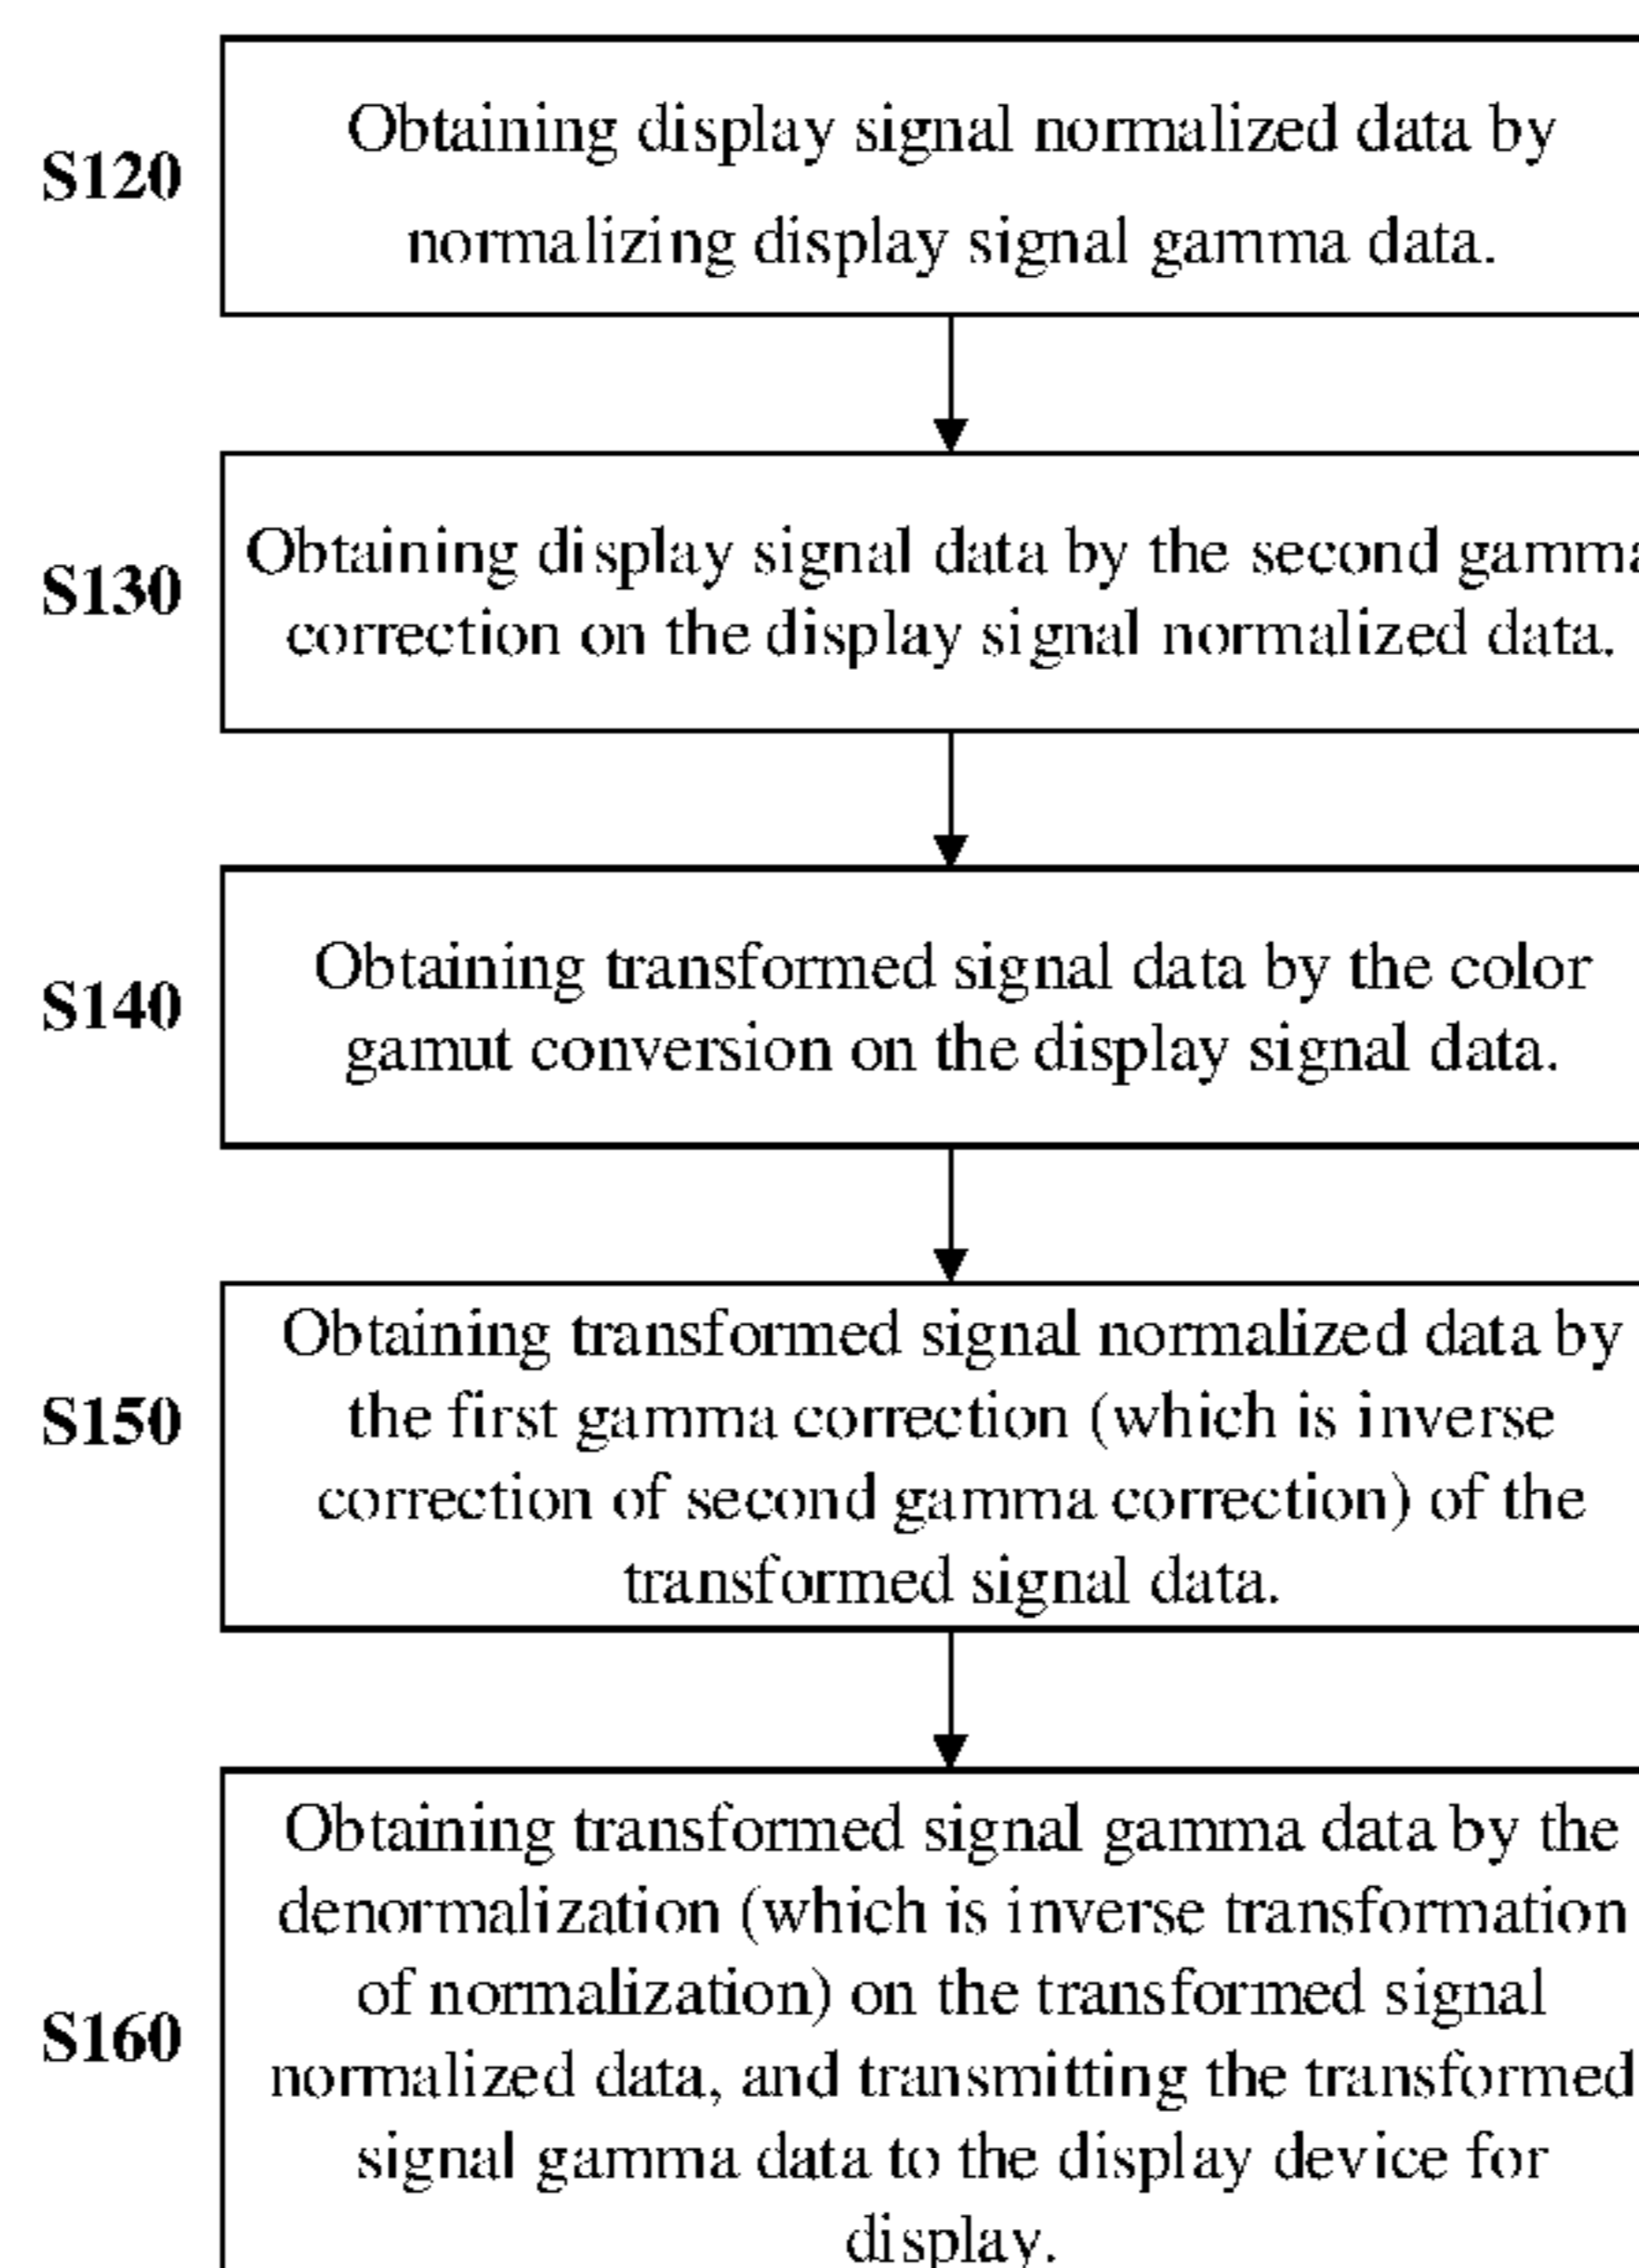 S120
Obtaining display signal normalized data by
normalizing display signal gamma data.
S130
Obtaining display signal data by the second gamma
correction on the display signal normalized data.
S140
Obtaining transformed signal data by the color
gamut conversion on the display signal data.
S150
Obtaining transformed signal normalized data by
the first gamma correction (which is inverse
correction of second gamma correction) of the
transformed signal data.
S160
Obtaining transformed signal gamma data by the
denormalization (which is inverse transformation
of normalization) on the transformed signal
normalized data, and transmitting the transformed
signal gamma data to the display device for
display.